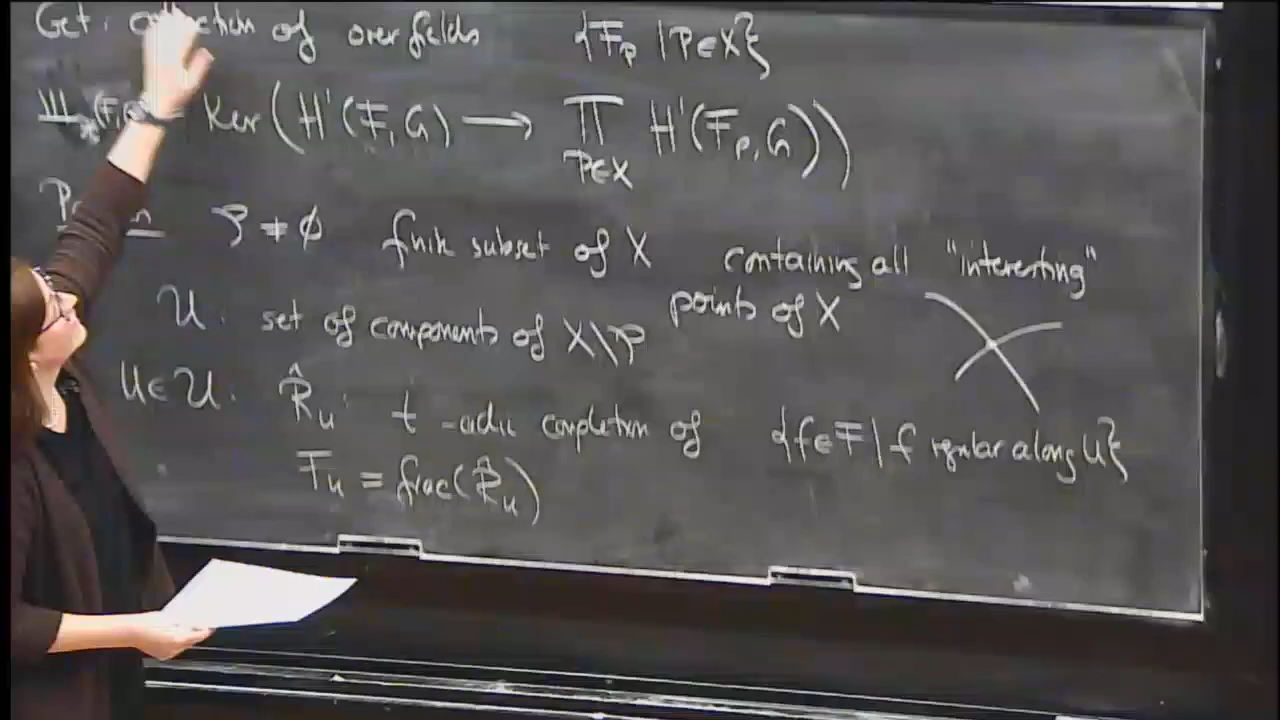 Get: of overfields {F_P | P ∈ X}
Ш_X(F, Ker(H¹(F, G) → ∏_{P∈X} H¹(F_P, G))
𝒫 ≠ ∅ finite subset of X containing all "interesting"
points of X
𝒰: set of components of X∖𝒫
U ∈ 𝒰: R̂_U: t-adic completion of {f ∈ F | f regular along U}
F_U = frac(R̂_U)